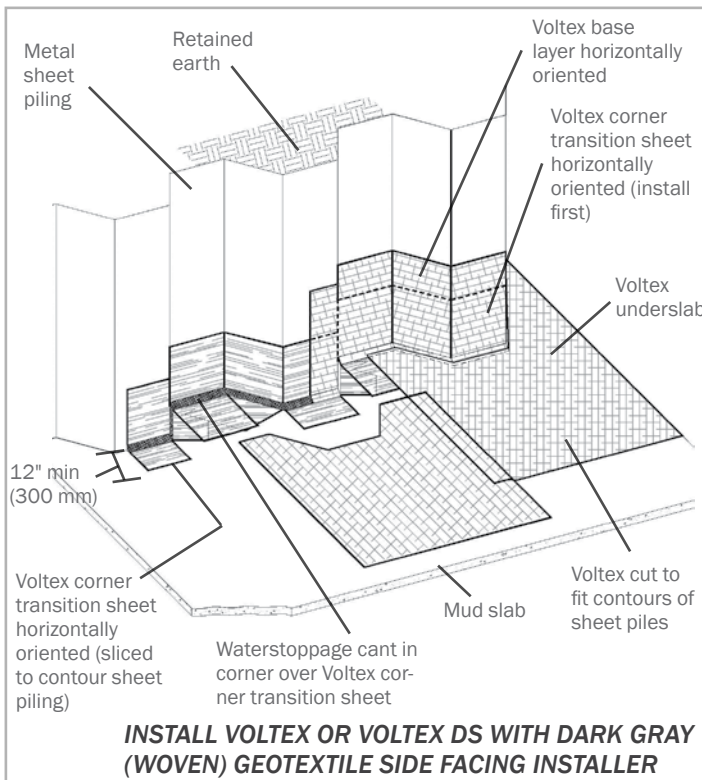 Metal
sheet
piling
Retained
earth
Voltex base
layer horizontally
oriented
Voltex corner
transition sheet
horizontally
oriented (install
first)
Voltex
underslab
12" min
(300 mm)
Voltex corner
transition sheet
horizontally
oriented (sliced
to contour sheet
piling)
Waterstoppage cant in
corner over Voltex cor-
ner transition sheet
Mud slab
Voltex cut to
fit contours of
sheet piles
INSTALL VOLTEX OR VOLTEX DS WITH DARK GRAY
(WOVEN) GEOTEXTILE SIDE FACING INSTALLER